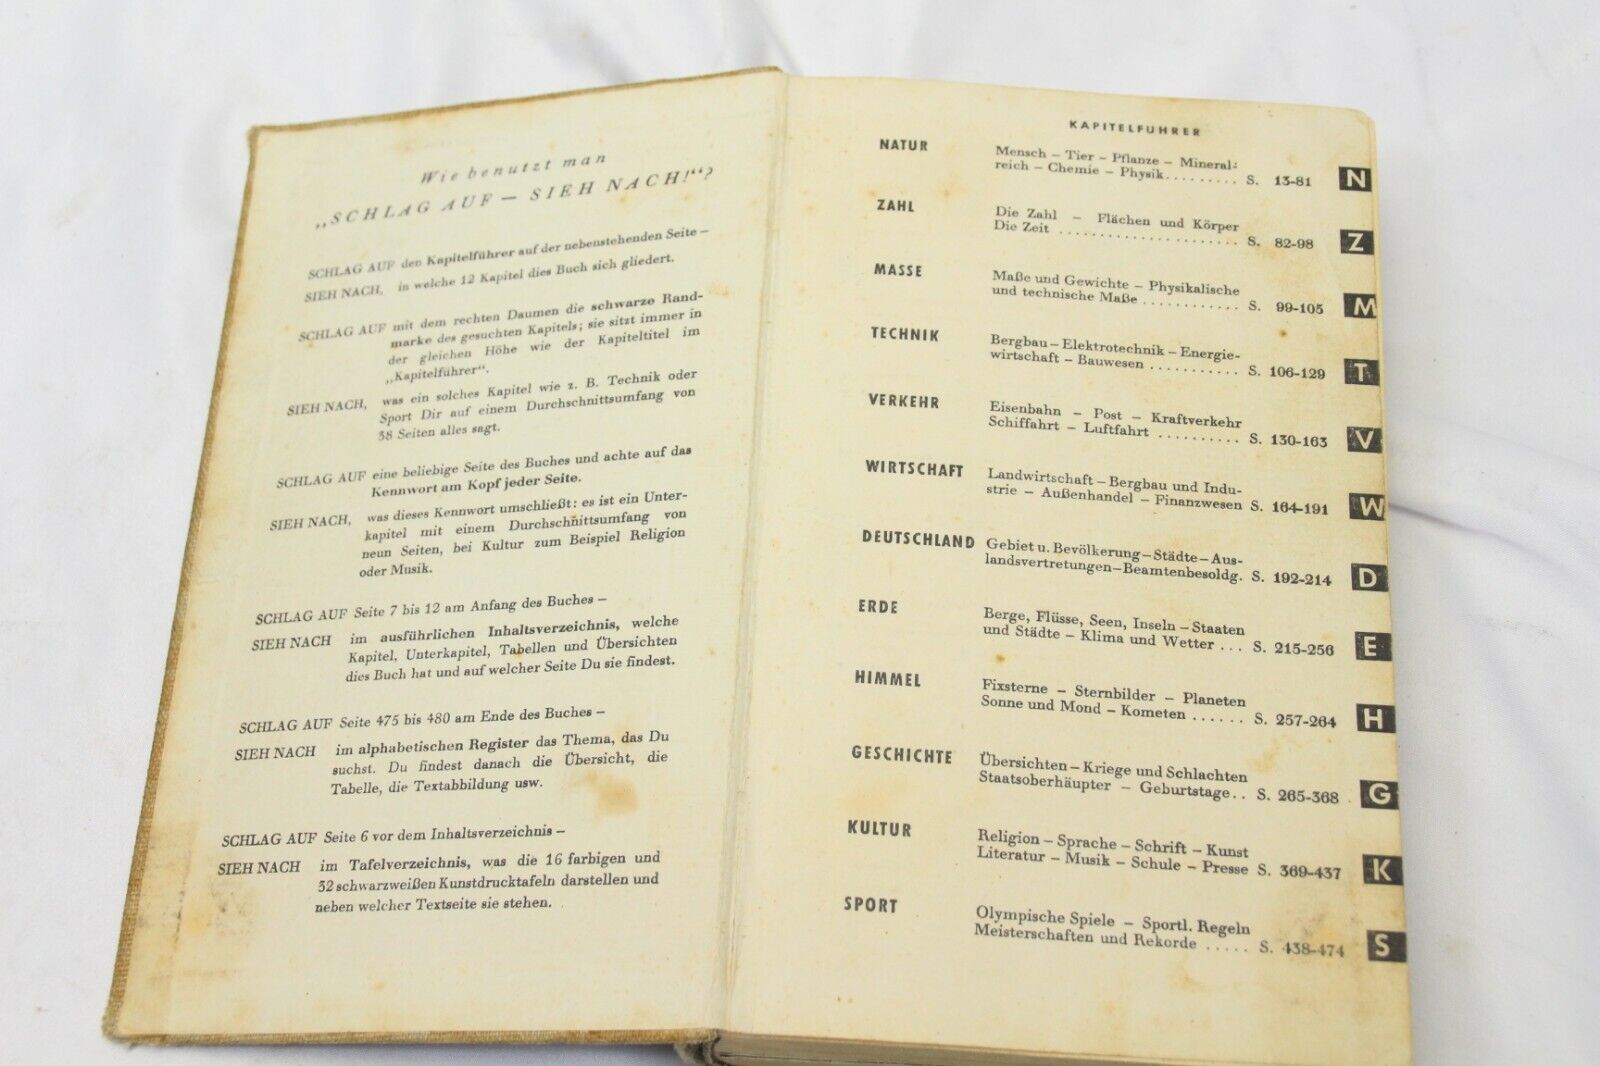 Wie benutzt man
„SCHLAG AUF – SIEH NACH!“?
SCHLAG AUF den Kapitelführer auf der nebenstehenden Seite –
SIEH NACH, in welche 12 Kapitel dies Buch sich gliedert.
SCHLAG AUF mit dem rechten Daumen die schwarze Rand-
marke des gesuchten Kapitels; sie sitzt immer in
der gleichen Höhe wie der Kapiteltitel im
„Kapitelführer“.
SIEH NACH, was ein solches Kapitel wie z. B. Technik oder
Sport Dir auf einem Durchschnittsumfang von
38 Seiten alles sagt.
SCHLAG AUF eine beliebige Seite des Buches und achte auf das
Kennwort am Kopf jeder Seite.
SIEH NACH, was dieses Kennwort umschließt: es ist ein Unter-
kapitel mit einem Durchschnittsumfang von
neun Seiten, bei Kultur zum Beispiel Religion
oder Musik.
SCHLAG AUF Seite 7 bis 12 am Anfang des Buches –
SIEH NACH im ausführlichen Inhaltsverzeichnis, welche
Kapitel, Unterkapitel, Tabellen und Übersichten
dies Buch hat und auf welcher Seite Du sie findest.
SCHLAG AUF Seite 475 bis 480 am Ende des Buches –
SIEH NACH im alphabetischen Register das Thema, das Du
suchst. Du findest danach die Übersicht, die
Tabelle, die Textabbildung usw.
SCHLAG AUF Seite 6 vor dem Inhaltsverzeichnis –
SIEH NACH im Tafelverzeichnis, was die 16 farbigen und
32 schwarzweißen Kunstdrucktafeln darstellen und
neben welcher Textseite sie stehen.
KAPITELFÜHRER
NATUR Mensch – Tier – Pflanze – Mineral-
reich – Chemie – Physik......... S. 13-81 N
ZAHL Die Zahl – Flächen und Körper
Die Zeit ..................... S. 82-98 Z
MASSE Maße und Gewichte – Physikalische
und technische Maße ............ S. 99-105 M
TECHNIK Bergbau – Elektrotechnik – Energie-
wirtschaft – Bauwesen ........... S. 106-129 T
VERKEHR Eisenbahn – Post – Kraftverkehr
Schiffahrt – Luftfahrt .......... S. 130-163 V
WIRTSCHAFT Landwirtschaft – Bergbau und Indu-
strie – Außenhandel – Finanzwesen S. 164-191 W
DEUTSCHLAND Gebiet u. Bevölkerung – Städte – Aus-
landsvertretungen – Beamtenbesoldg. S. 192-214 D
ERDE Berge, Flüsse, Seen, Inseln – Staaten
und Städte – Klima und Wetter ... S. 215-256 E
HIMMEL Fixsterne – Sternbilder – Planeten
Sonne und Mond – Kometen ...... S. 257-264 H
GESCHICHTE Übersichten – Kriege und Schlachten
Staatsoberhäupter – Geburtstage.. S. 265-368 G
KULTUR Religion – Sprache – Schrift – Kunst
Literatur – Musik – Schule – Presse S. 369-437 K
SPORT Olympische Spiele – Sportl. Regeln
Meisterschaften und Rekorde ..... S. 438-474 S